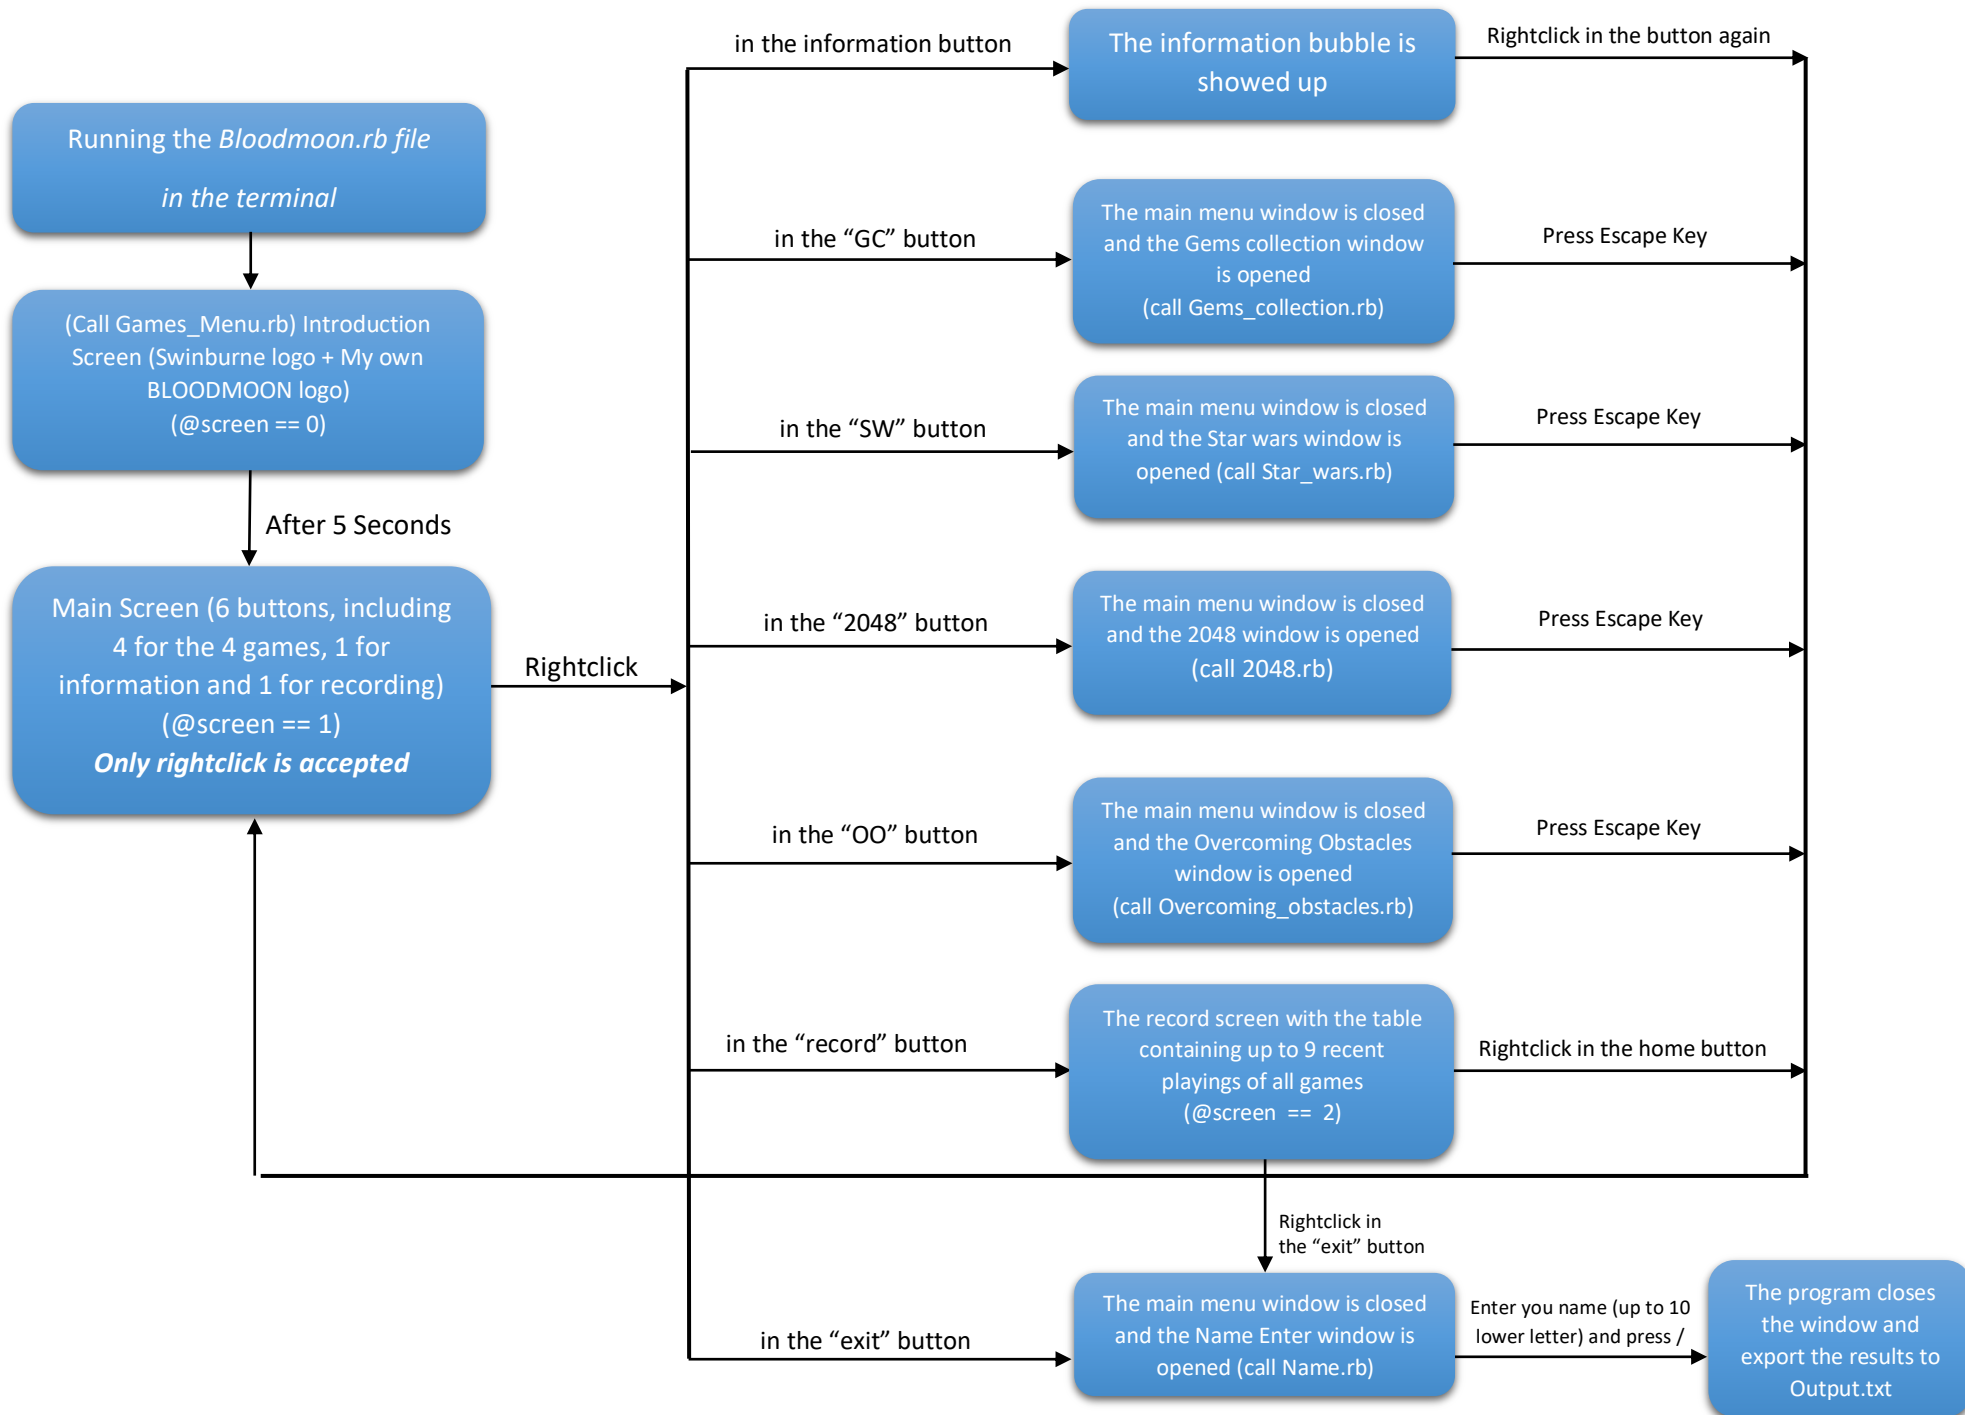 Running the Bloodmoon.rb file
in the terminal
(Call Games_Menu.rb) Introduction
Screen (Swinburne logo + My own
BLOODMOON logo)
(@screen == 0)
After 5 Seconds
Main Screen (6 buttons, including
4 for the 4 games, 1 for
information and 1 for recording)
(@screen == 1)
Only rightclick is accepted
Rightclick
in the information button
The information bubble is
showed up
Rightclick in the button again
in the “GC” button
The main menu window is closed
and the Gems collection window
is opened
(call Gems_collection.rb)
Press Escape Key
in the “SW” button
The main menu window is closed
and the Star wars window is
opened (call Star_wars.rb)
Press Escape Key
in the “2048” button
The main menu window is closed
and the 2048 window is opened
(call 2048.rb)
Press Escape Key
in the “OO” button
The main menu window is closed
and the Overcoming Obstacles
window is opened
(call Overcoming_obstacles.rb)
Press Escape Key
in the “record” button
The record screen with the table
containing up to 9 recent
playings of all games
(@screen == 2)
Rightclick in the home button
Rightclick in
the “exit” button
in the “exit” button
The main menu window is closed
and the Name Enter window is
opened (call Name.rb)
Enter you name (up to 10
lower letter) and press /
The program closes
the window and
export the results to
Output.txt